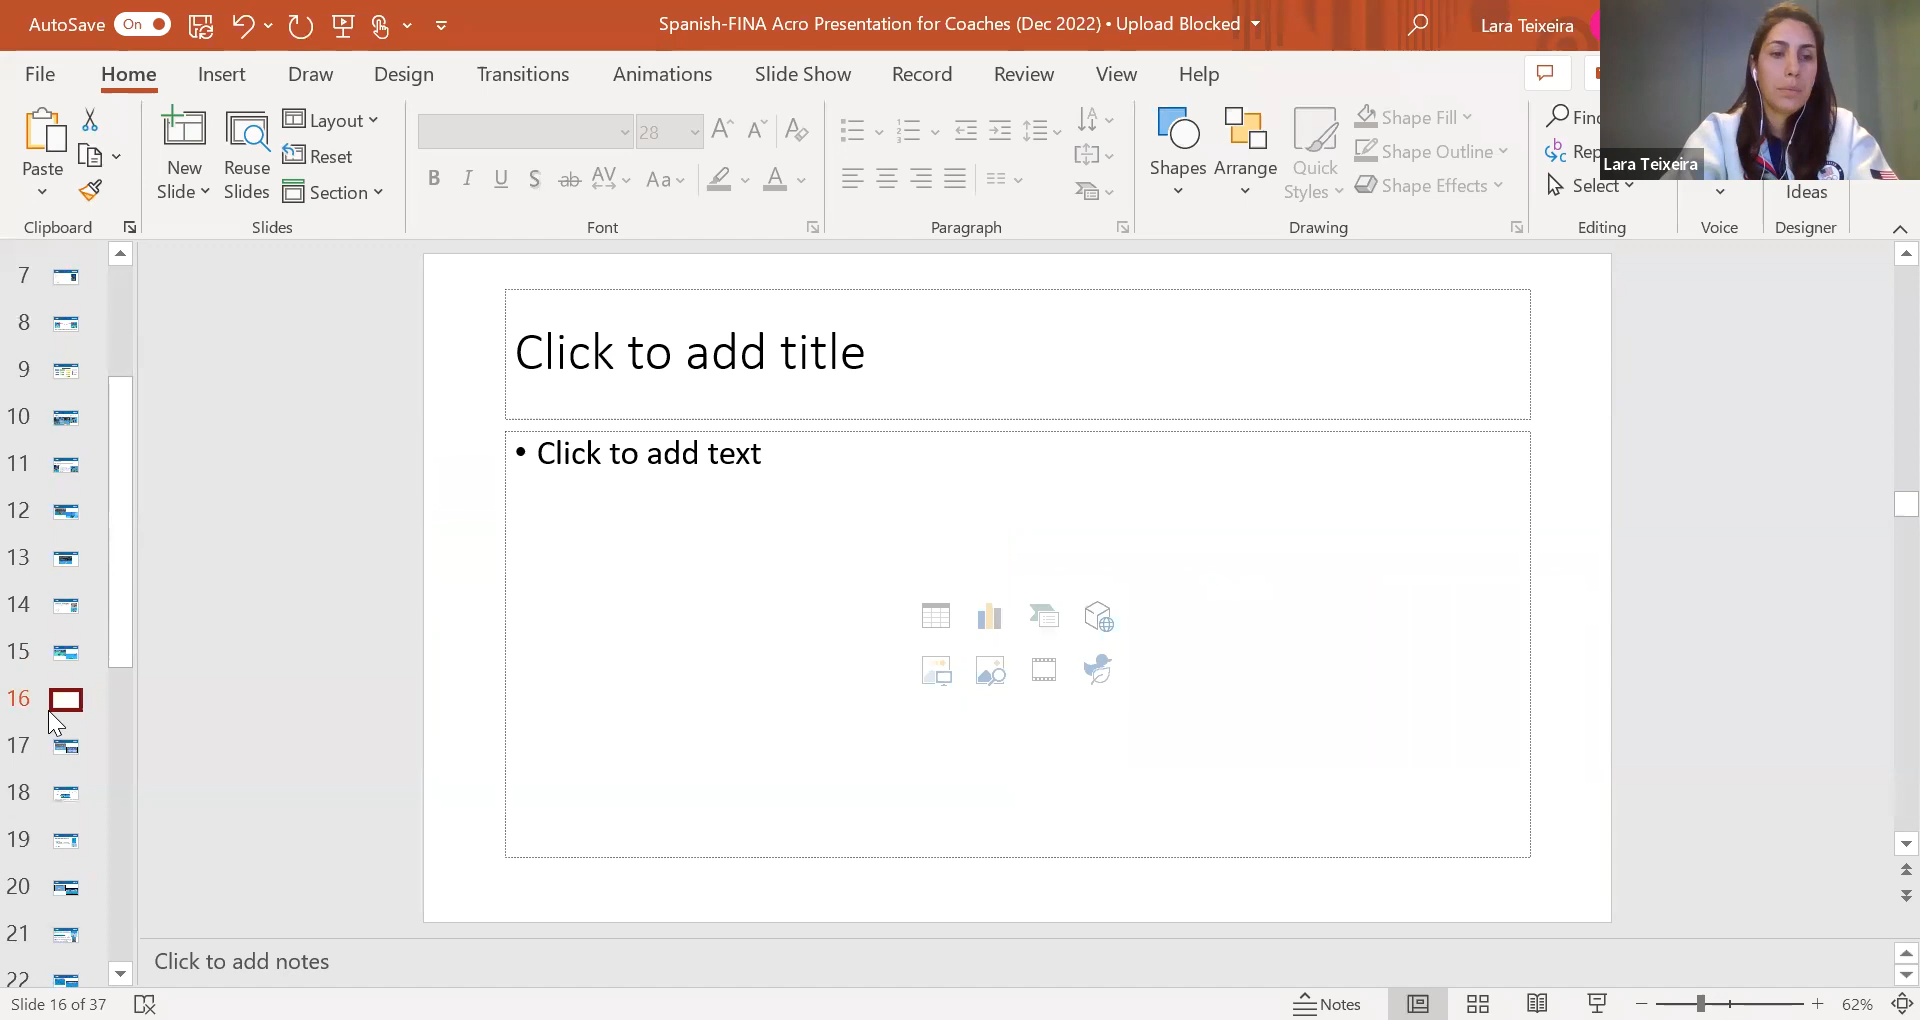 AutoSave On Spanish-FINA Acro Presentation for Coaches (Dec 2022) • Upload Blocked Lara Teixeira
File Home Insert Draw Design Transitions Animations Slide Show Record Review View Help
Paste
New Slide
Reuse Slides
Layout
Reset
Section
28
B I U S ab AV Aa A
Shapes
Arrange
Quick Styles
Shape Fill
Shape Outline
Shape Effects
Select
Ideas
Lara Teixeira
Clipboard Slides Font Paragraph Drawing Editing Voice Designer
7
8
9
10
11
12
13
14
15
16
17
18
19
20
21
22
Click to add title
• Click to add text
Click to add notes
Slide 16 of 37 Notes 62%